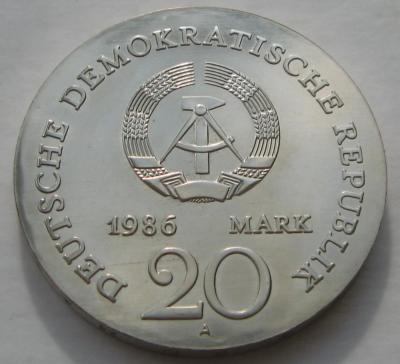 DEUTSCHE DEMOKRATISCHE REPUBLIK
1986 MARK
20
A